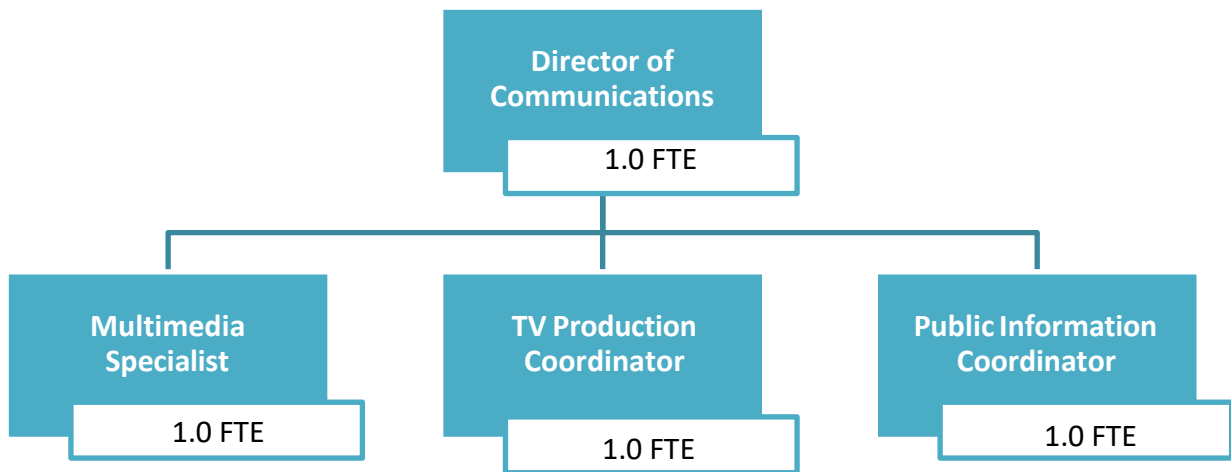 Director of
Communications
1.0 FTE
Multimedia
Specialist
1.0 FTE
TV Production
Coordinator
1.0 FTE
Public Information
Coordinator
1.0 FTE